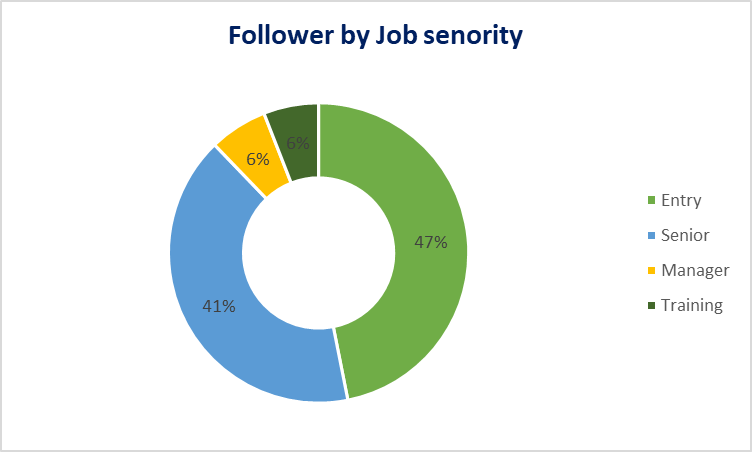 Follower by Job senority
6%
6%
47%
41%
Entry
Senior
Manager
Training